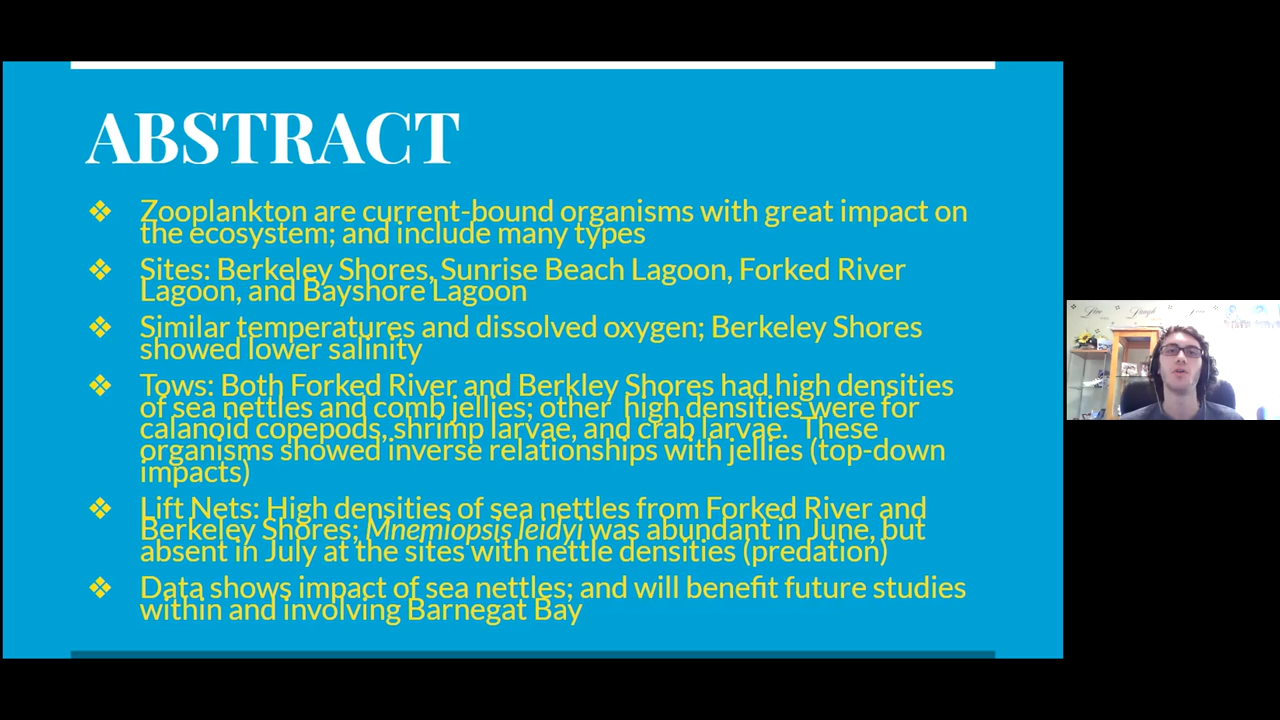 ABSTRACT
❖ Zooplankton are current-bound organisms with great impact on
the ecosystem; and include many types
❖ Sites: Berkeley Shores, Sunrise Beach Lagoon, Forked River
Lagoon, and Bayshore Lagoon
❖ Similar temperatures and dissolved oxygen; Berkeley Shores
showed lower salinity
❖ Tows: Both Forked River and Berkley Shores had high densities
of sea nettles and comb jellies; other  high densities were for
calanoid copepods, shrimp larvae, and crab larvae.  These
organisms showed inverse relationships with jellies (top-down
impacts)
❖ Lift Nets: High densities of sea nettles from Forked River and
Berkeley Shores; Mnemiopsis leidyi was abundant in June, but
absent in July at the sites with nettle densities (predation)
❖ Data shows impact of sea nettles; and will benefit future studies
within and involving Barnegat Bay